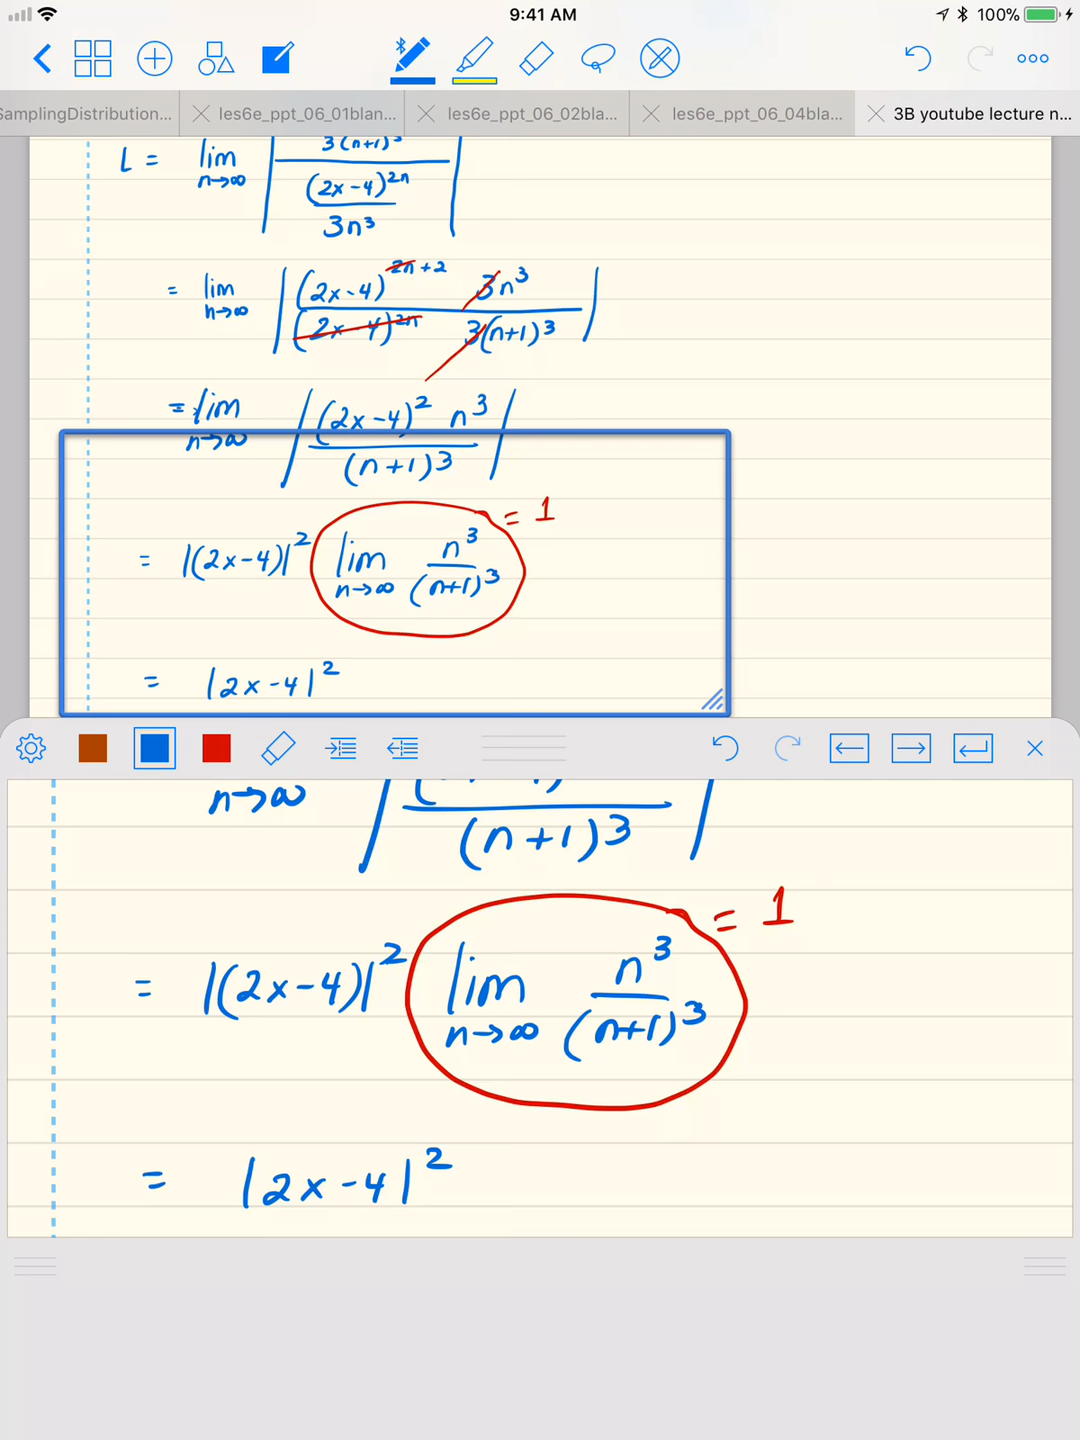 9:41 AM
100%
SamplingDistribution...
les6e_ppt_06_01blan...
les6e_ppt_06_02bla...
les6e_ppt_06_04bla...
3B youtube lecture n...
3(n+1)³
L = lim n→∞ | (2x-4)²ⁿ
3n³ |
= lim n→∞ | (2x-4)²ⁿ⁺² 3n³
(2x-4)²ⁿ 3(n+1)³ |
= lim n→∞ | (2x-4)² n³
(n+1)³ |
= |(2x-4)|² lim n→∞ n³ = 1
(n+1)³
= |2x-4|²
n→∞ | (n+1)³ |
= |(2x-4)|² lim n→∞ n³ = 1
(n+1)³
= |2x-4|²